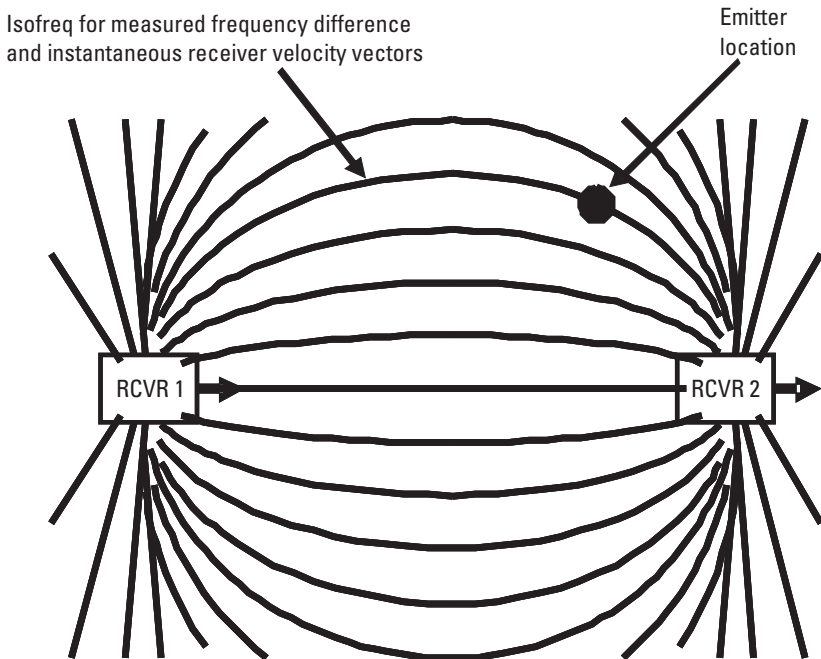 Isofreq for measured frequency difference
and instantaneous receiver velocity vectors
Emitter
location
RCVR 1
RCVR 2